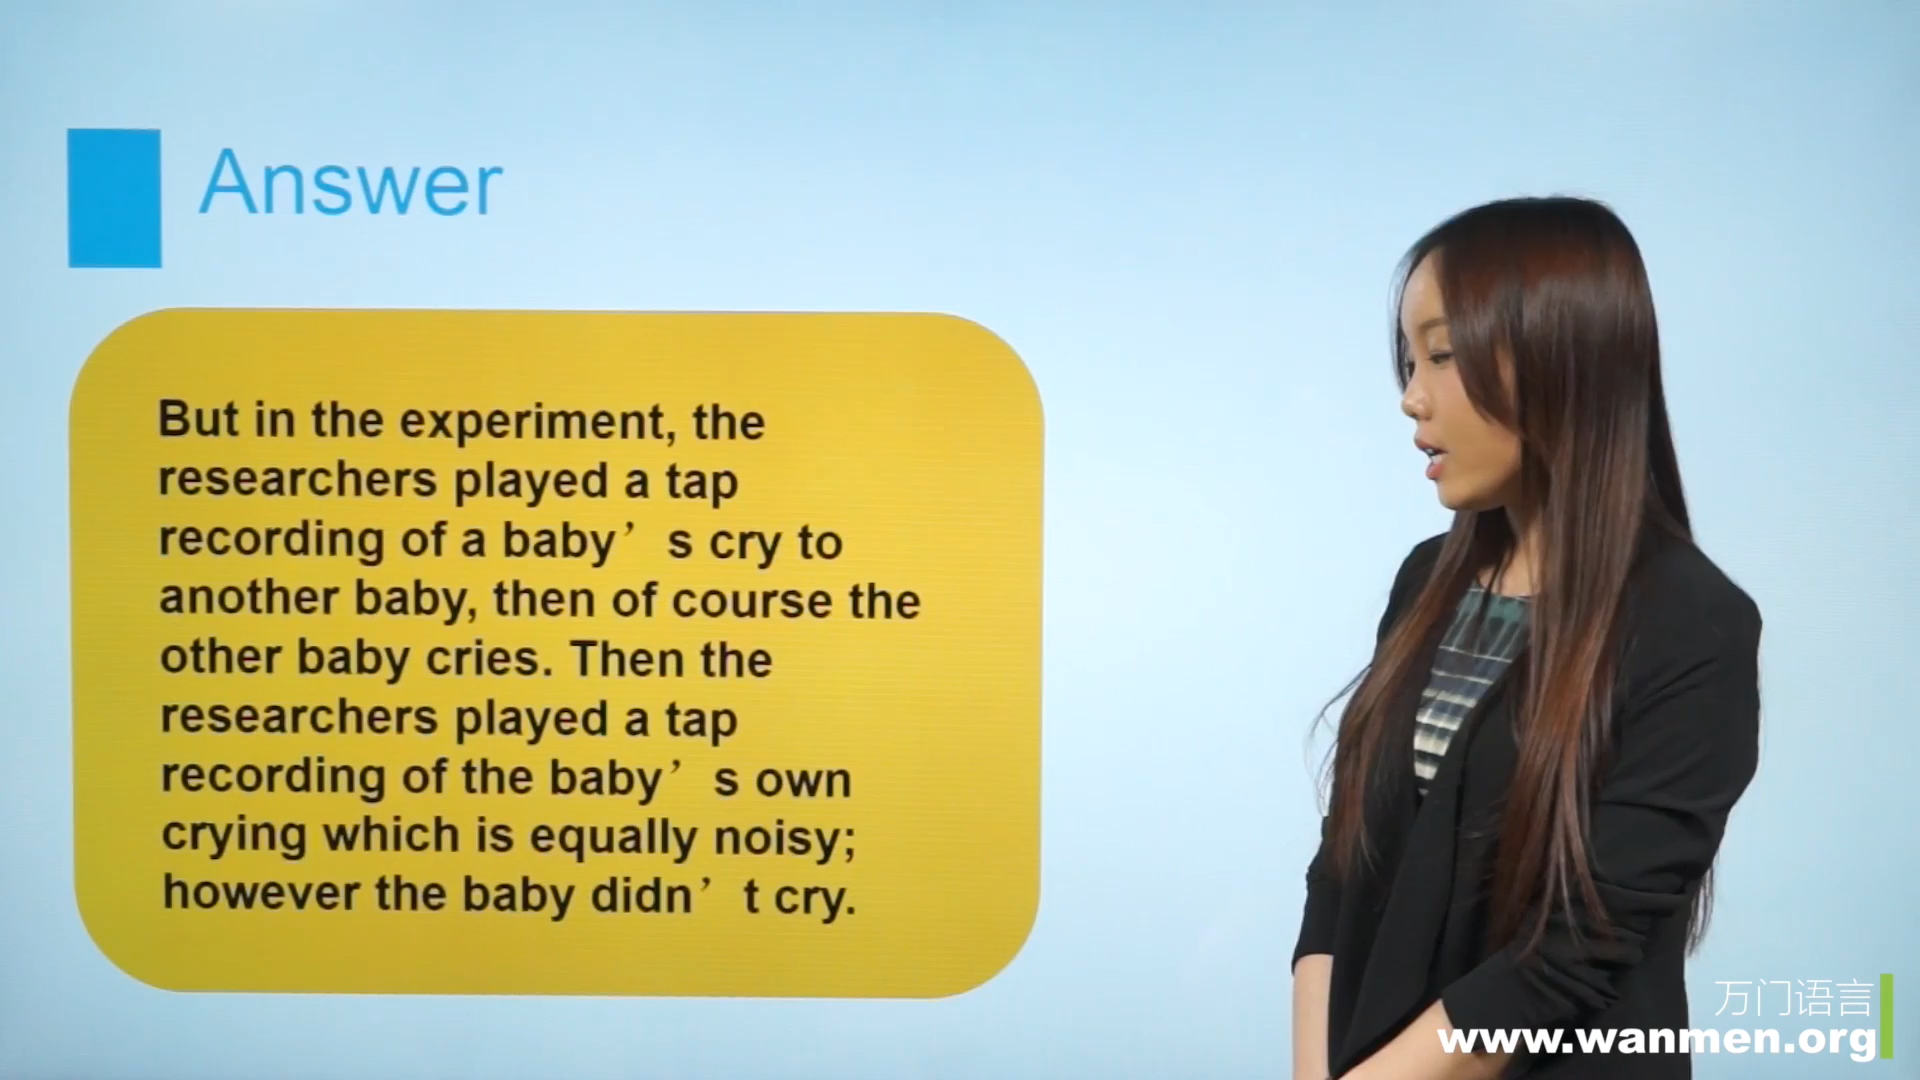 Answer
But in the experiment, the
researchers played a tap
recording of a baby’ s cry to
another baby, then of course the
other baby cries. Then the
researchers played a tap
recording of the baby’ s own
crying which is equally noisy;
however the baby didn’ t cry.
万门语言
www.wanmen.org